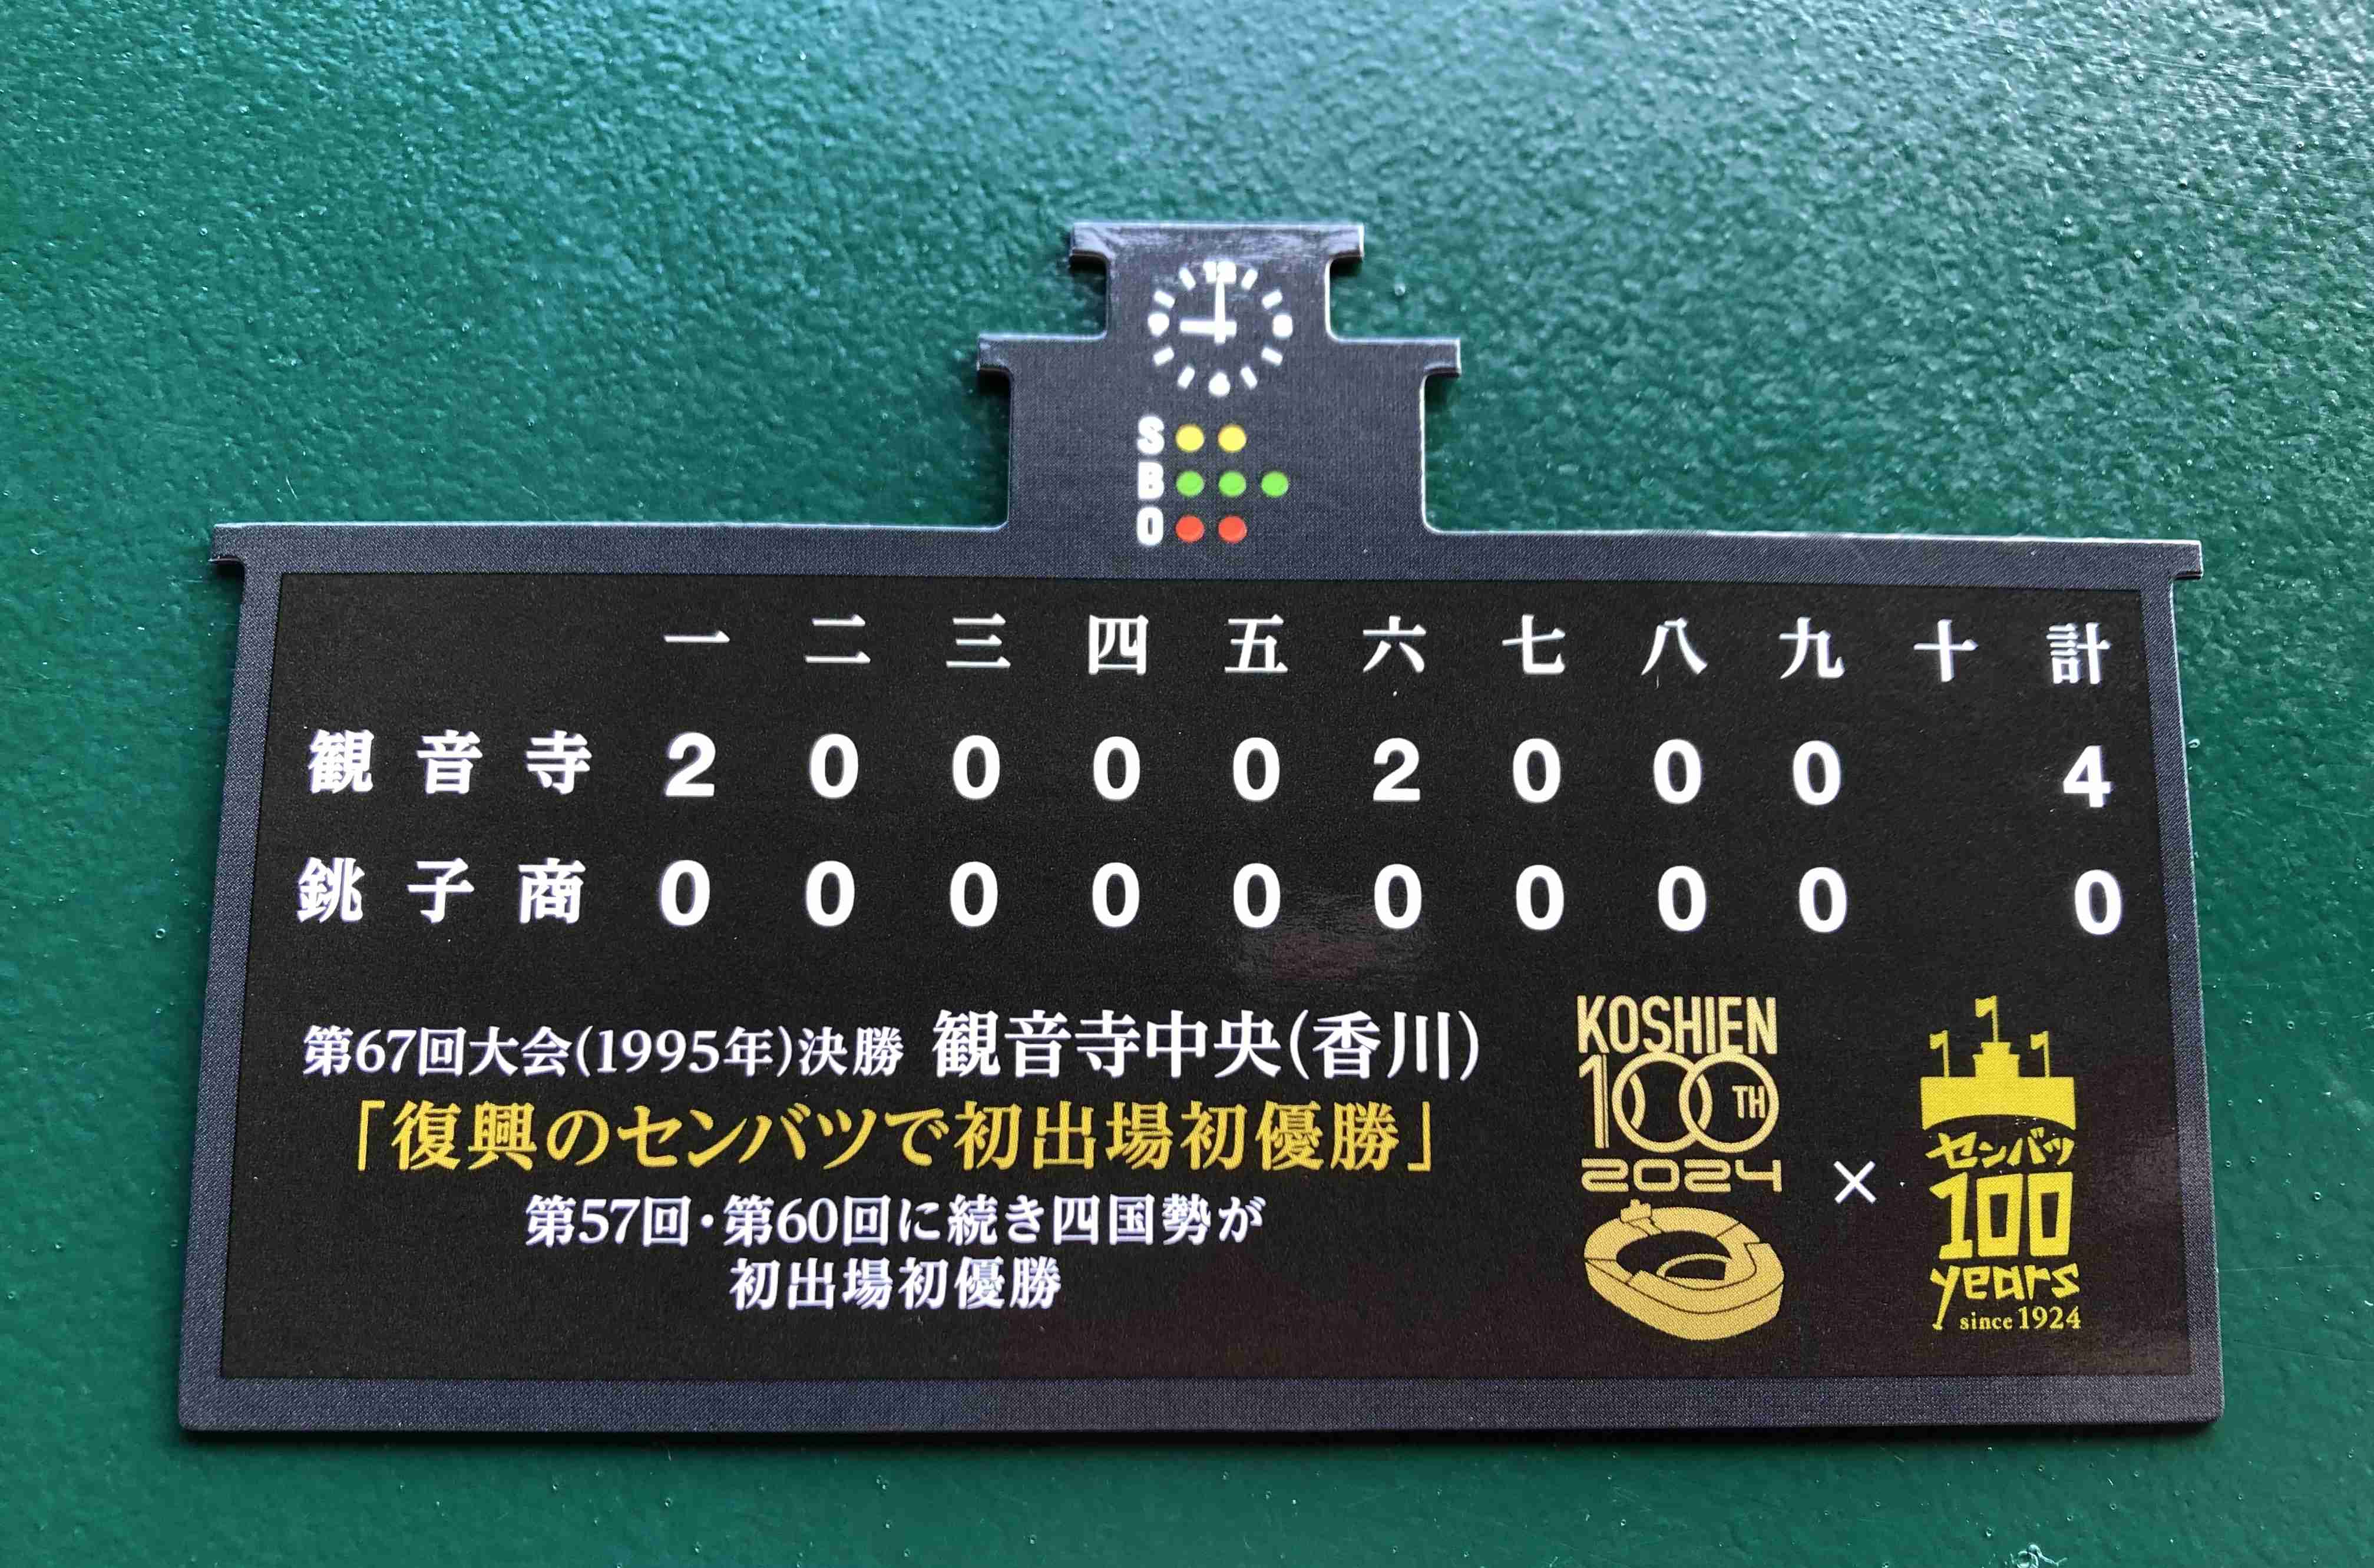 12
S
B
O
一 二 三 四 五 六 七 八 九 十 計
観音寺 2 0 0 0 0 2 0 0 0 4
銚子商 0 0 0 0 0 0 0 0 0 0
第67回大会(1995年)決勝 観音寺中央(香川)
「復興のセンバツで初出場初優勝」
第57回・第60回に続き四国勢が
初出場初優勝
KOSHIEN
100TH
2024
×
センバツ
100
years
since 1924